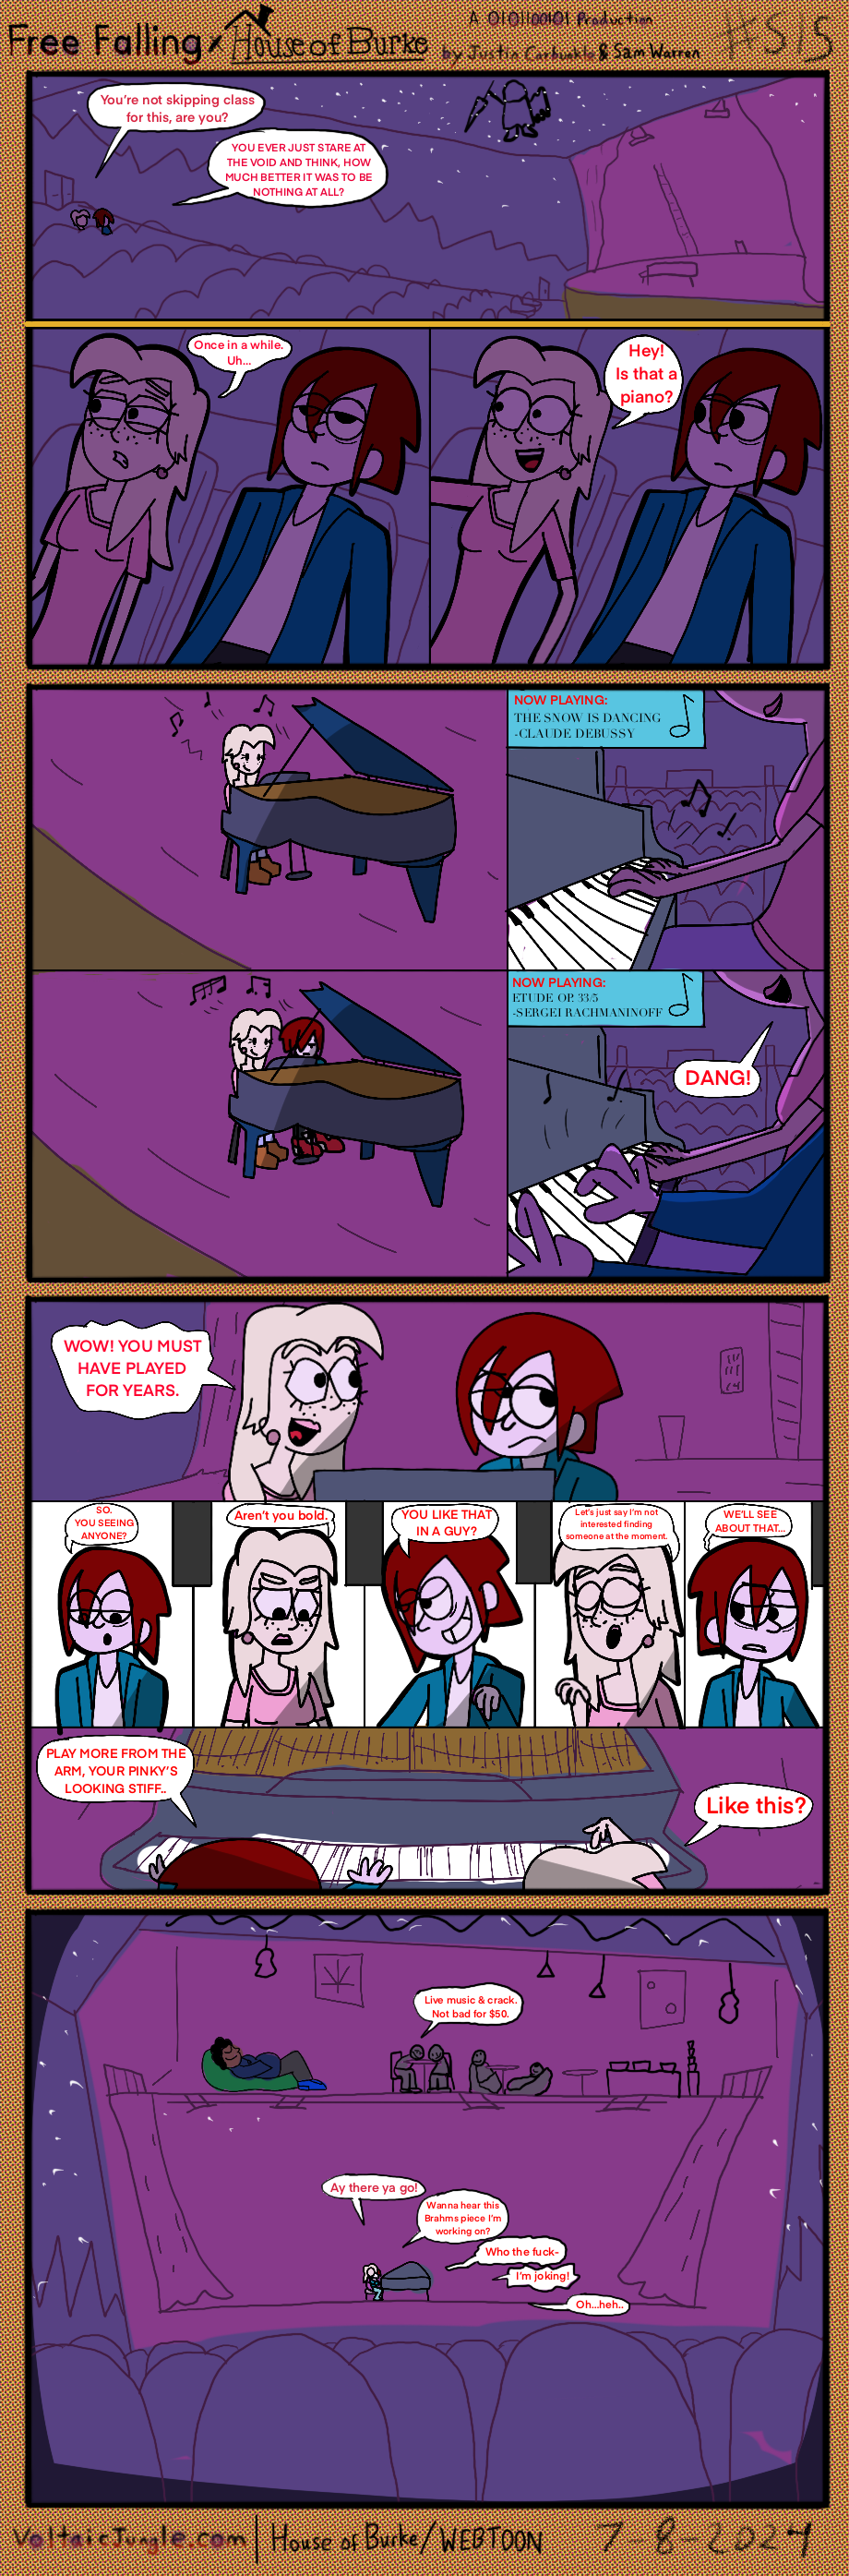 Free Falling x House of Burke
A 0101100101 Production
by Justin Carbunkle & Sam Warren
#515
You're not skipping class
for this, are you?
YOU EVER JUST STARE AT
THE VOID AND THINK, HOW
MUCH BETTER IT WAS TO BE
NOTHING AT ALL?
Once in a while.
Uh...
Hey!
Is that a
piano?
NOW PLAYING:
THE SNOW IS DANCING
-CLAUDE DEBUSSY
NOW PLAYING:
ETUDE OP. 33/5
-SERGEI RACHMANINOFF
DANG!
WOW! YOU MUST
HAVE PLAYED
FOR YEARS.
SO.
YOU SEEING
ANYONE?
Aren't you bold.
YOU LIKE THAT
IN A GUY?
Let's just say I'm not
interested finding
someone at the moment.
WE'LL SEE
ABOUT THAT...
PLAY MORE FROM THE
ARM, YOUR PINKY'S
LOOKING STIFF..
Like this?
Live music & crack.
Not bad for $50.
Ay there ya go!
Wanna hear this
Brahms piece I'm
working on?
Who the fuck-
I'm joking!
Oh...heh..
VoltaicJungle.com | House of Burke/WEBTOON
7-8-2024